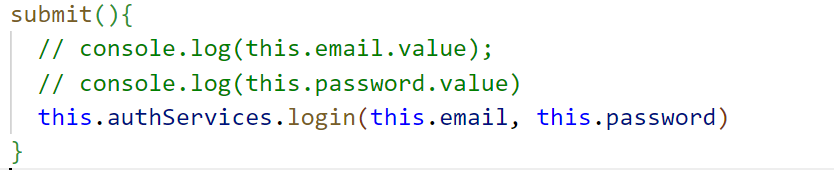 submit(){
// console.log(this.email.value);
// console.log(this.password.value)
this.authServices.login(this.email, this.password)
}